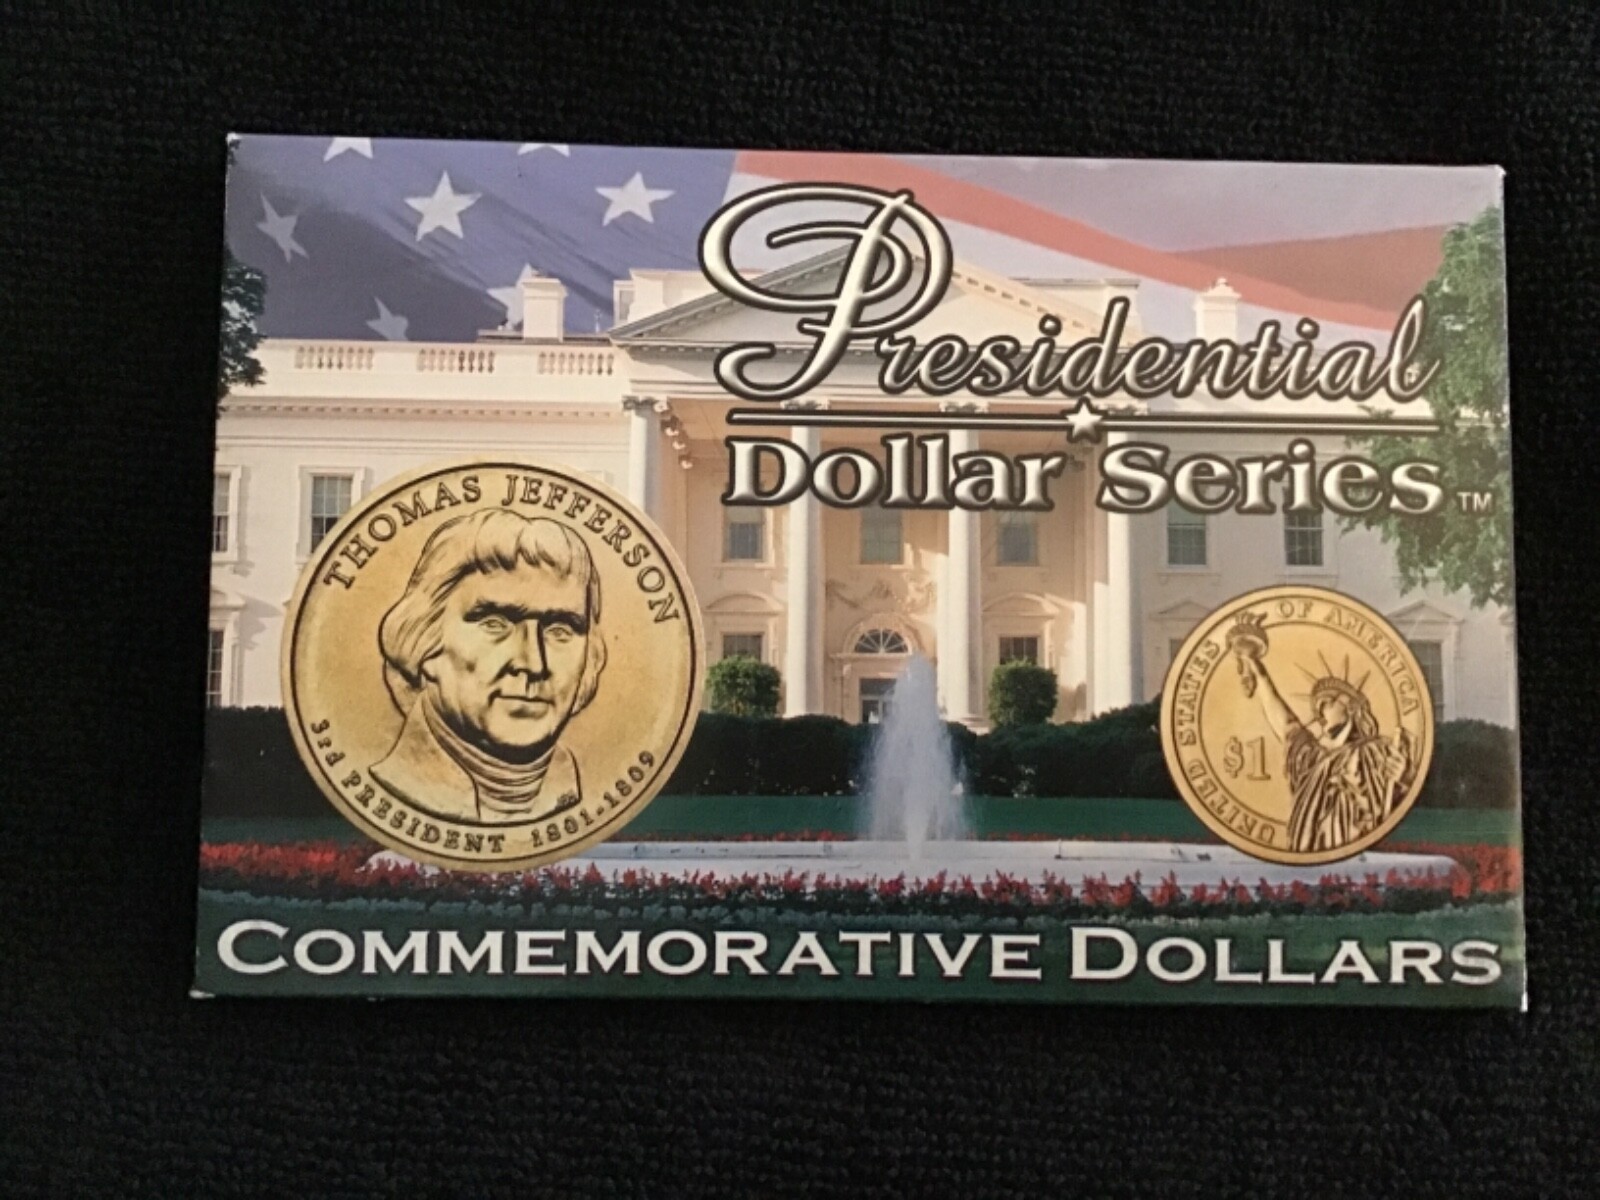 Presidential
Dollar Series™
THOMAS JEFFERSON
3rd PRESIDENT 1801-1809
UNITED STATES OF AMERICA
$1
COMMEMORATIVE DOLLARS